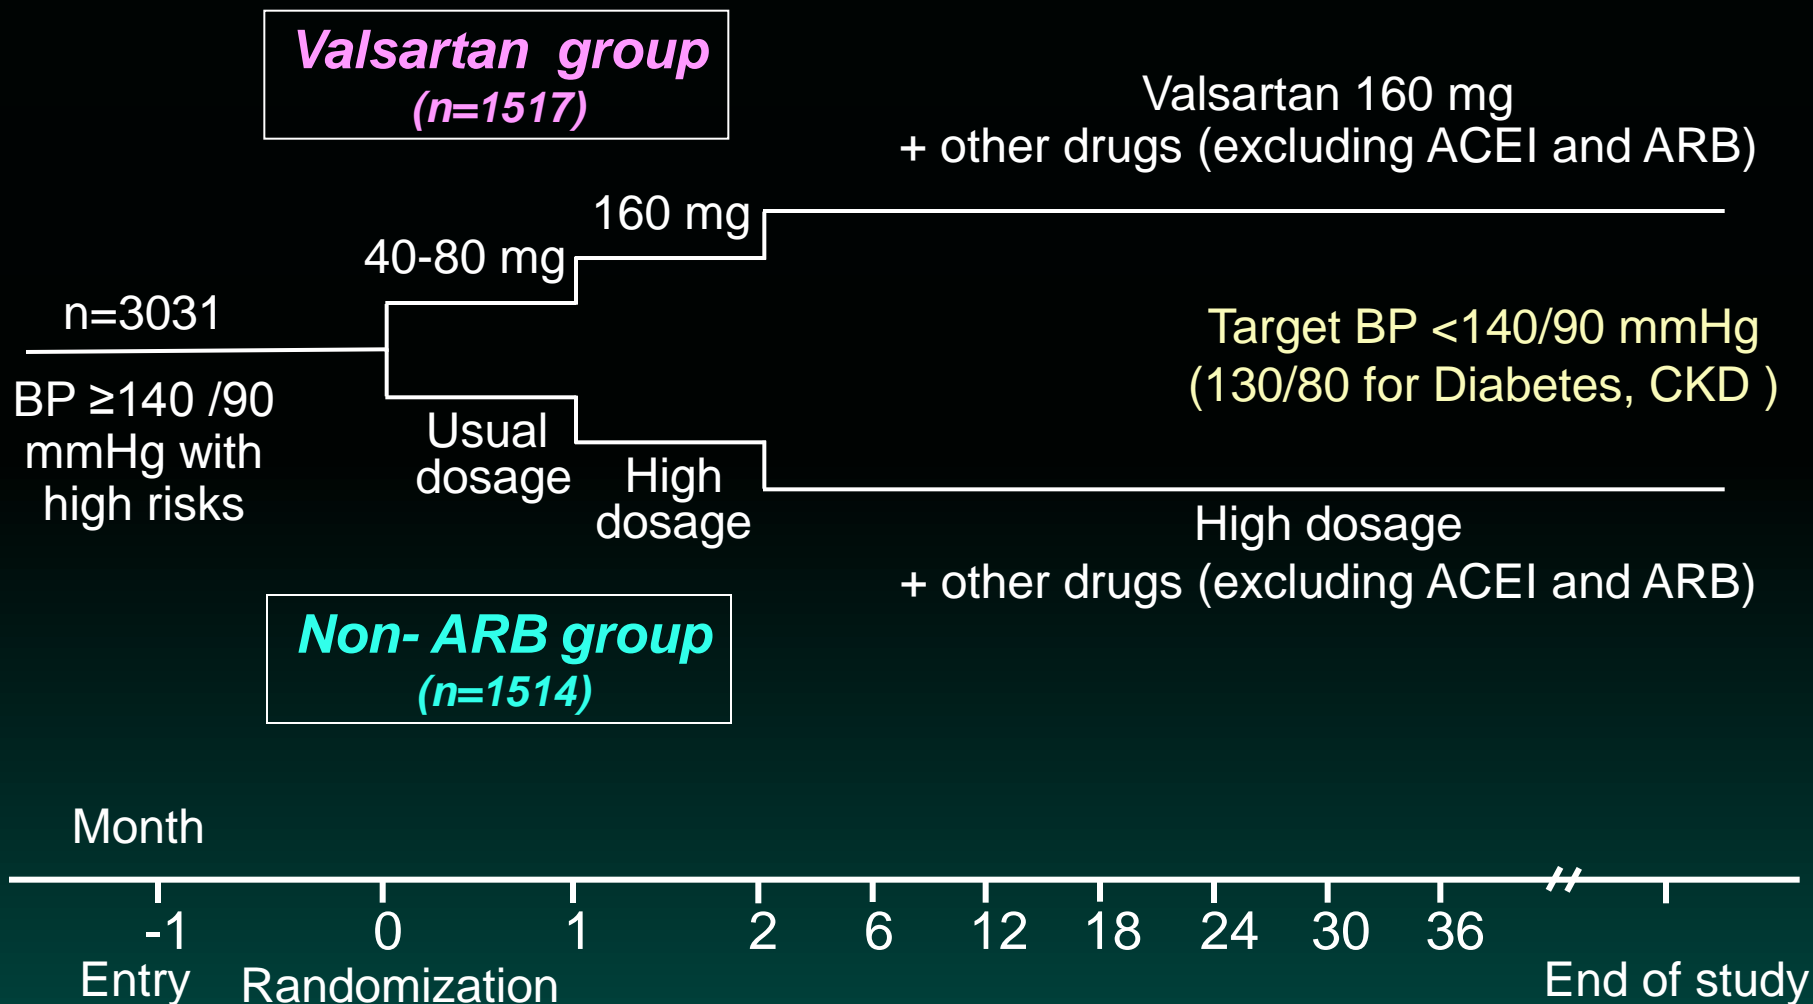 Valsartan group
(n=1517)
Valsartan 160 mg
+ other drugs (excluding ACEI and ARB)
160 mg
40-80 mg
n=3031
BP ≥140 /90
mmHg with
high risks
Target BP <140/90 mmHg
(130/80 for Diabetes, CKD )
Usual
dosage
High
dosage
High dosage
+ other drugs (excluding ACEI and ARB)
Non- ARB group
(n=1514)
Month
-1 0 1 2 6 12 18 24 30 36
Entry Randomization End of study